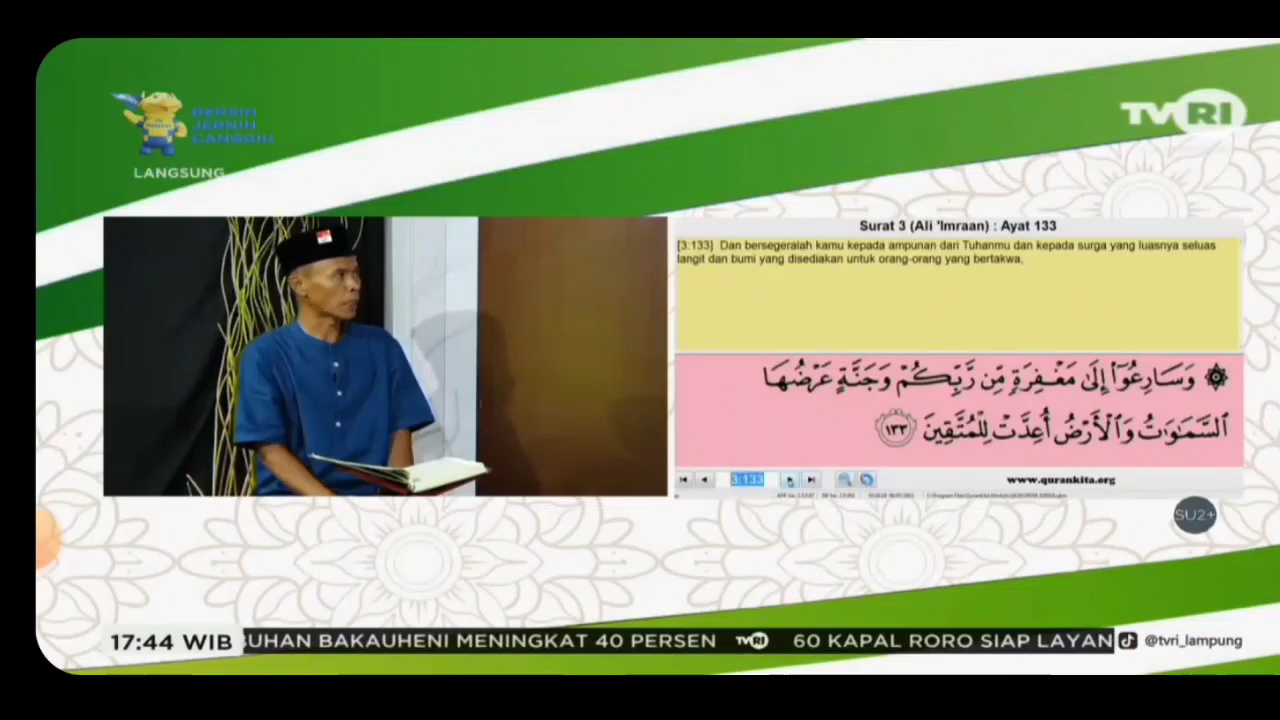 BERSIH
JERNIH
CANGGIH
LANGSUNG
TVRI
Surat 3 (Ali 'Imraan) : Ayat 133
[3:133] Dan bersegeralah kamu kepada ampunan dari Tuhanmu dan kepada surga yang luasnya seluas
langit dan bumi yang disediakan untuk orang-orang yang bertakwa,
۞ وَسَارِعُوٓا۟ إِلَىٰ مَغْفِرَةٍ مِّن رَّبِّكُمْ وَجَنَّةٍ عَرْضُهَا
ٱلسَّمَـٰوَٰتُ وَٱلْأَرْضُ أُعِدَّتْ لِلْمُتَّقِينَ ١٣٣
3:133
www.qurankita.org
SU2+
17:44 WIB UHAN BAKAUHENI MENINGKAT 40 PERSEN TVRI 60 KAPAL RORO SIAP LAYAN @tvri_lampung